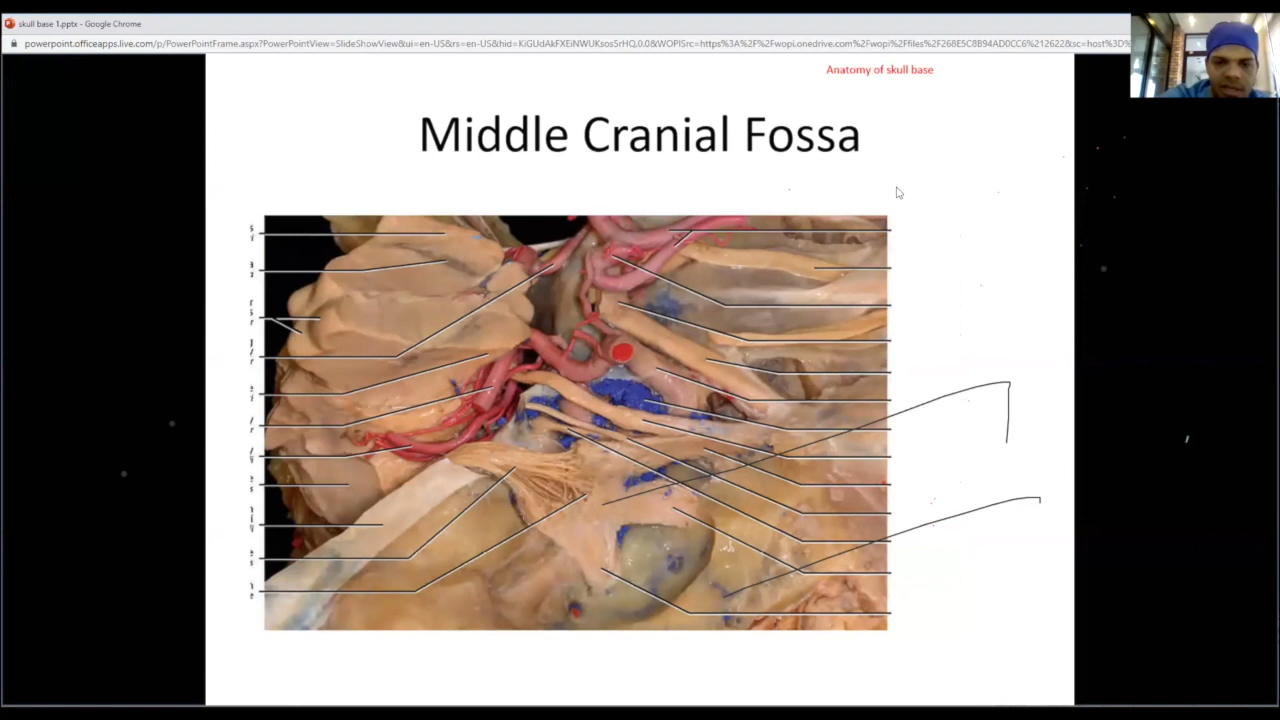 skull base 1.pptx - Google Chrome
powerpoint.officeapps.live.com/p/PowerPointFrame.aspx?PowerPointView=SlideShowView&ui=en-US&rs=en-US&hid=KiGUdAkFXEiNWUKsosSrHQ.0.0&WOPISrc=https%3A%2F%2Fwopi.onedrive.com%2Fwopi%2Ffiles%2F268E5C8B94AD0CC6%212622&sc=host%3D%
Anatomy of skull base
Middle Cranial Fossa